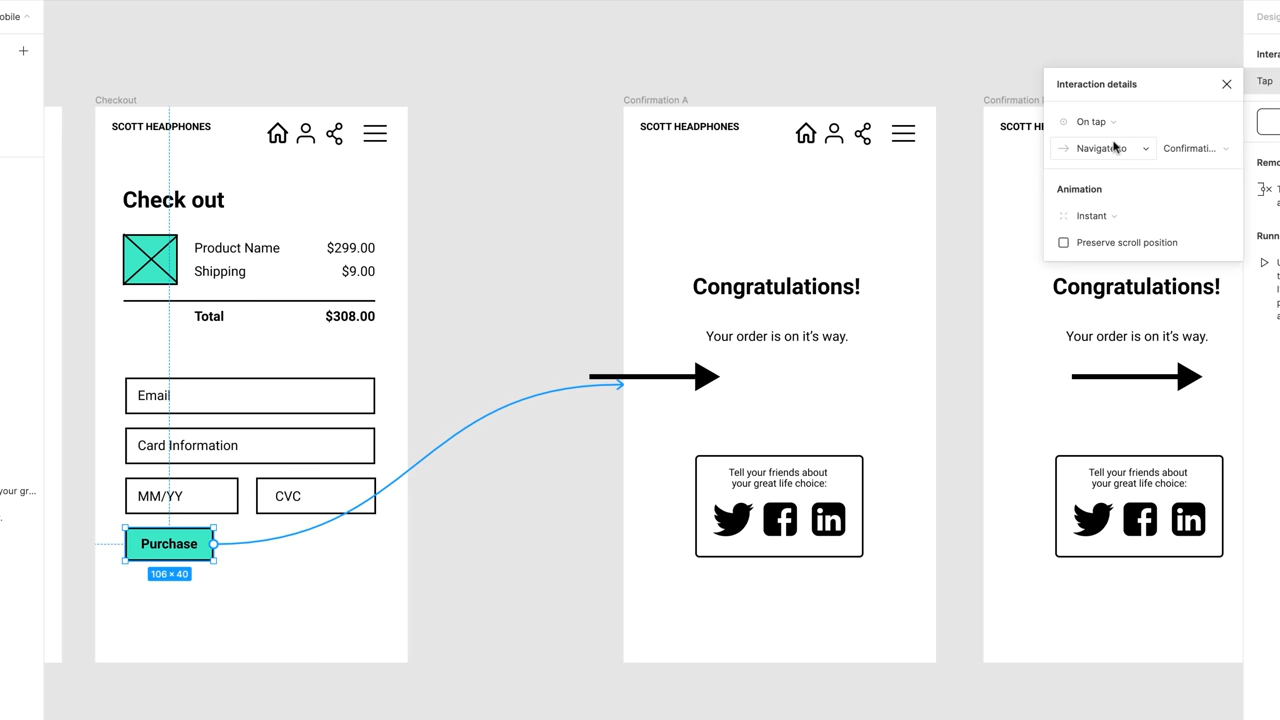 obile
your gr...
Checkout
SCOTT HEADPHONES
Check out
Product Name $299.00
Shipping $9.00
Total $308.00
Email
Card Information
MM/YY CVC
Purchase
106 × 40
Confirmation A
SCOTT HEADPHONES
Congratulations!
Your order is on it’s way.
Tell your friends about
your great life choice:
Confirmation
SCOTT HE
Congratulations!
Your order is on it’s way.
Tell your friends about
your great life choice:
Interaction details
On tap
Navigate to Confirmati...
Animation
Instant
Preserve scroll position
Desig
Intera
Tap
Remo
Runn